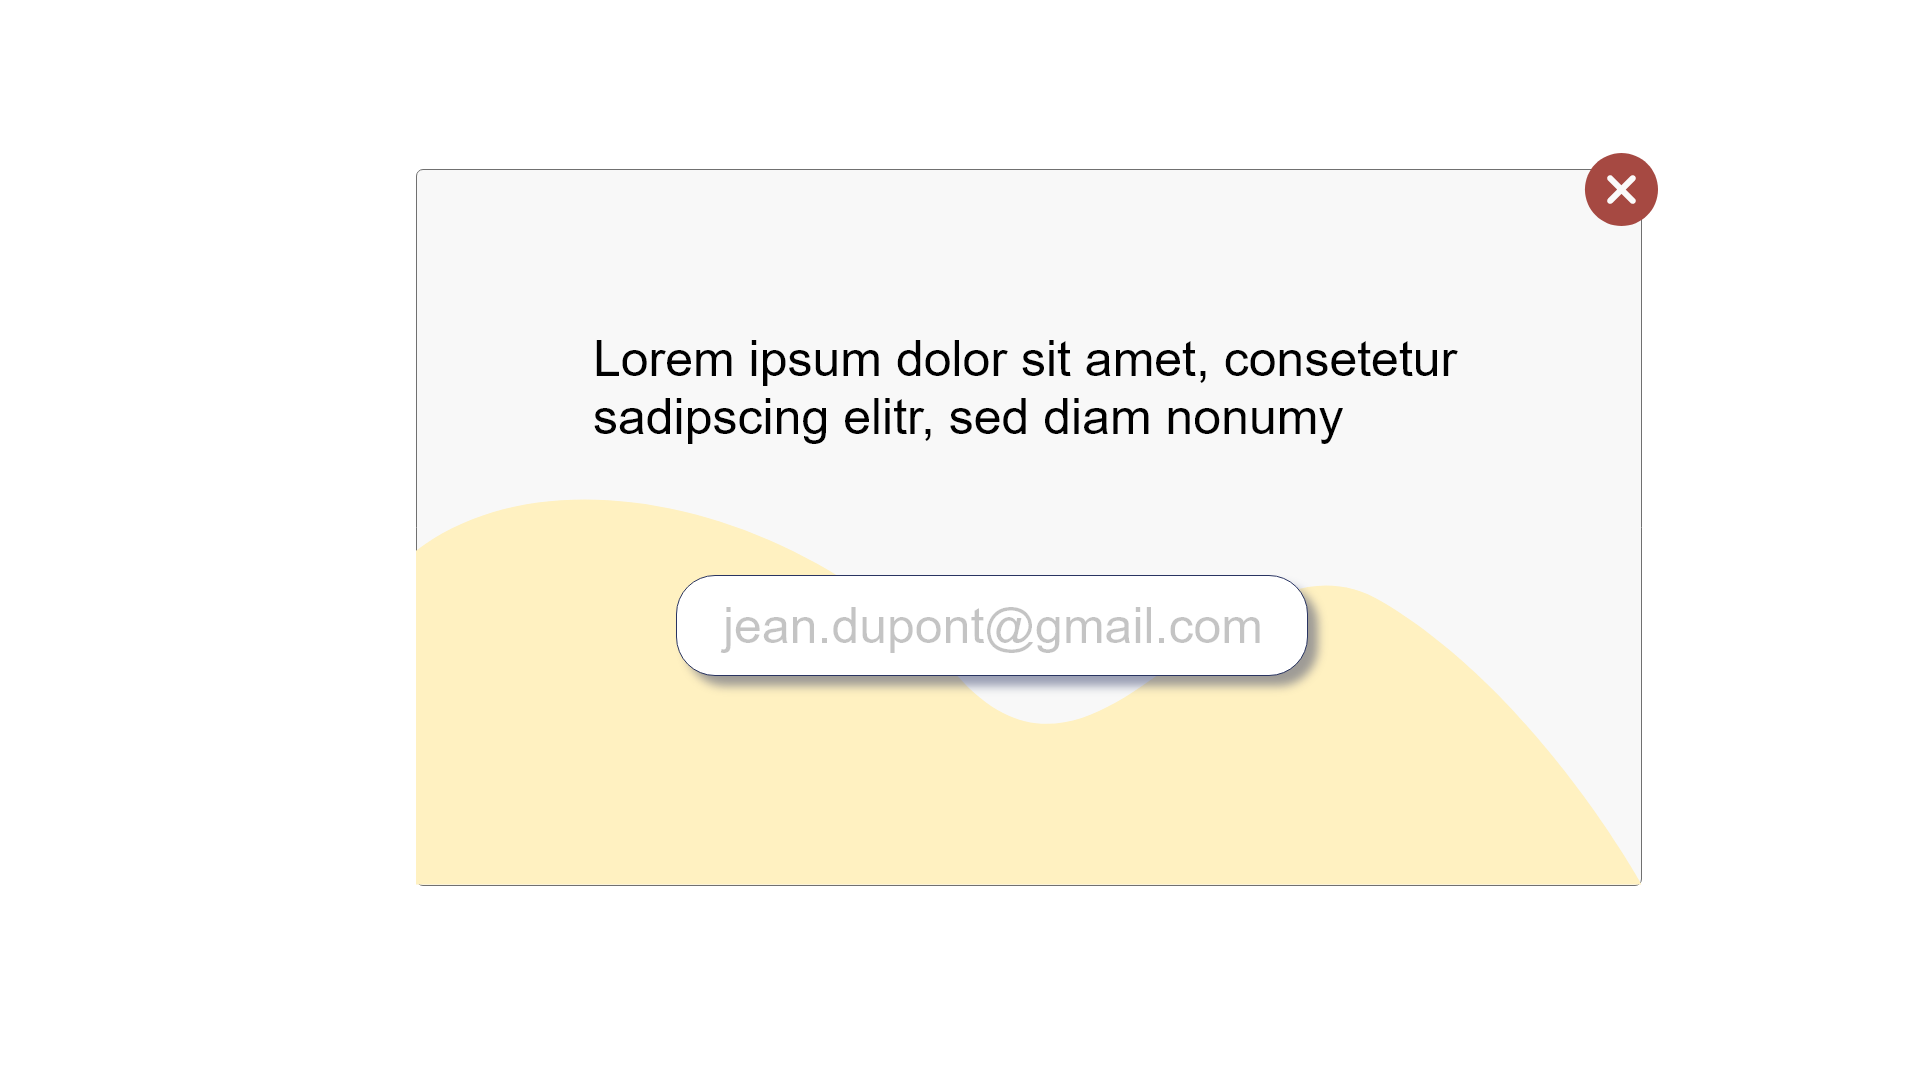 Lorem ipsum dolor sit amet, consetetur
sadipscing elitr, sed diam nonumy
jean.dupont@gmail.com